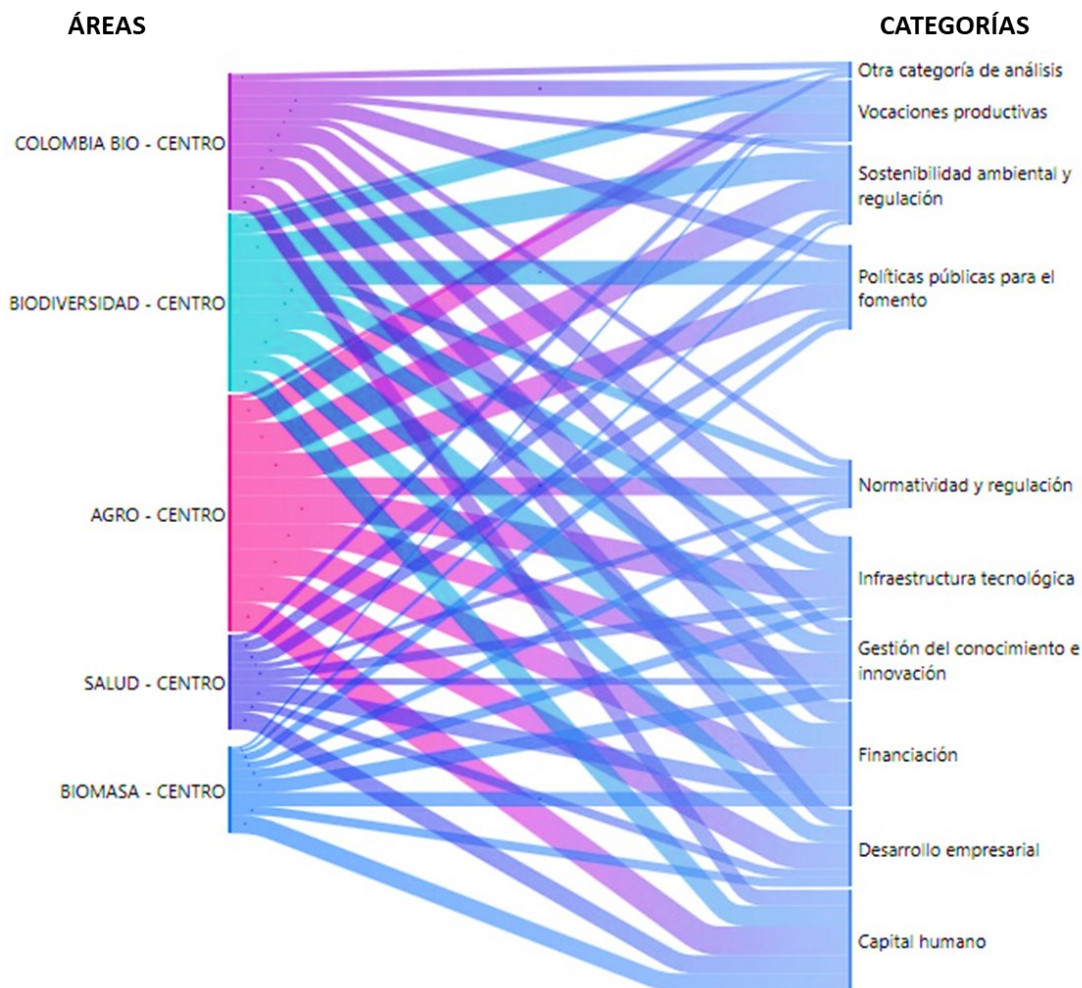 ÁREAS
CATEGORÍAS
COLOMBIA BIO - CENTRO
BIODIVERSIDAD - CENTRO
AGRO - CENTRO
SALUD - CENTRO
BIOMASA - CENTRO
Otra categoría de análisis
Vocaciones productivas
Sostenibilidad ambiental y
regulación
Políticas públicas para el
fomento
Normatividad y regulación
Infraestructura tecnológica
Gestión del conocimiento e
innovación
Financiación
Desarrollo empresarial
Capital humano